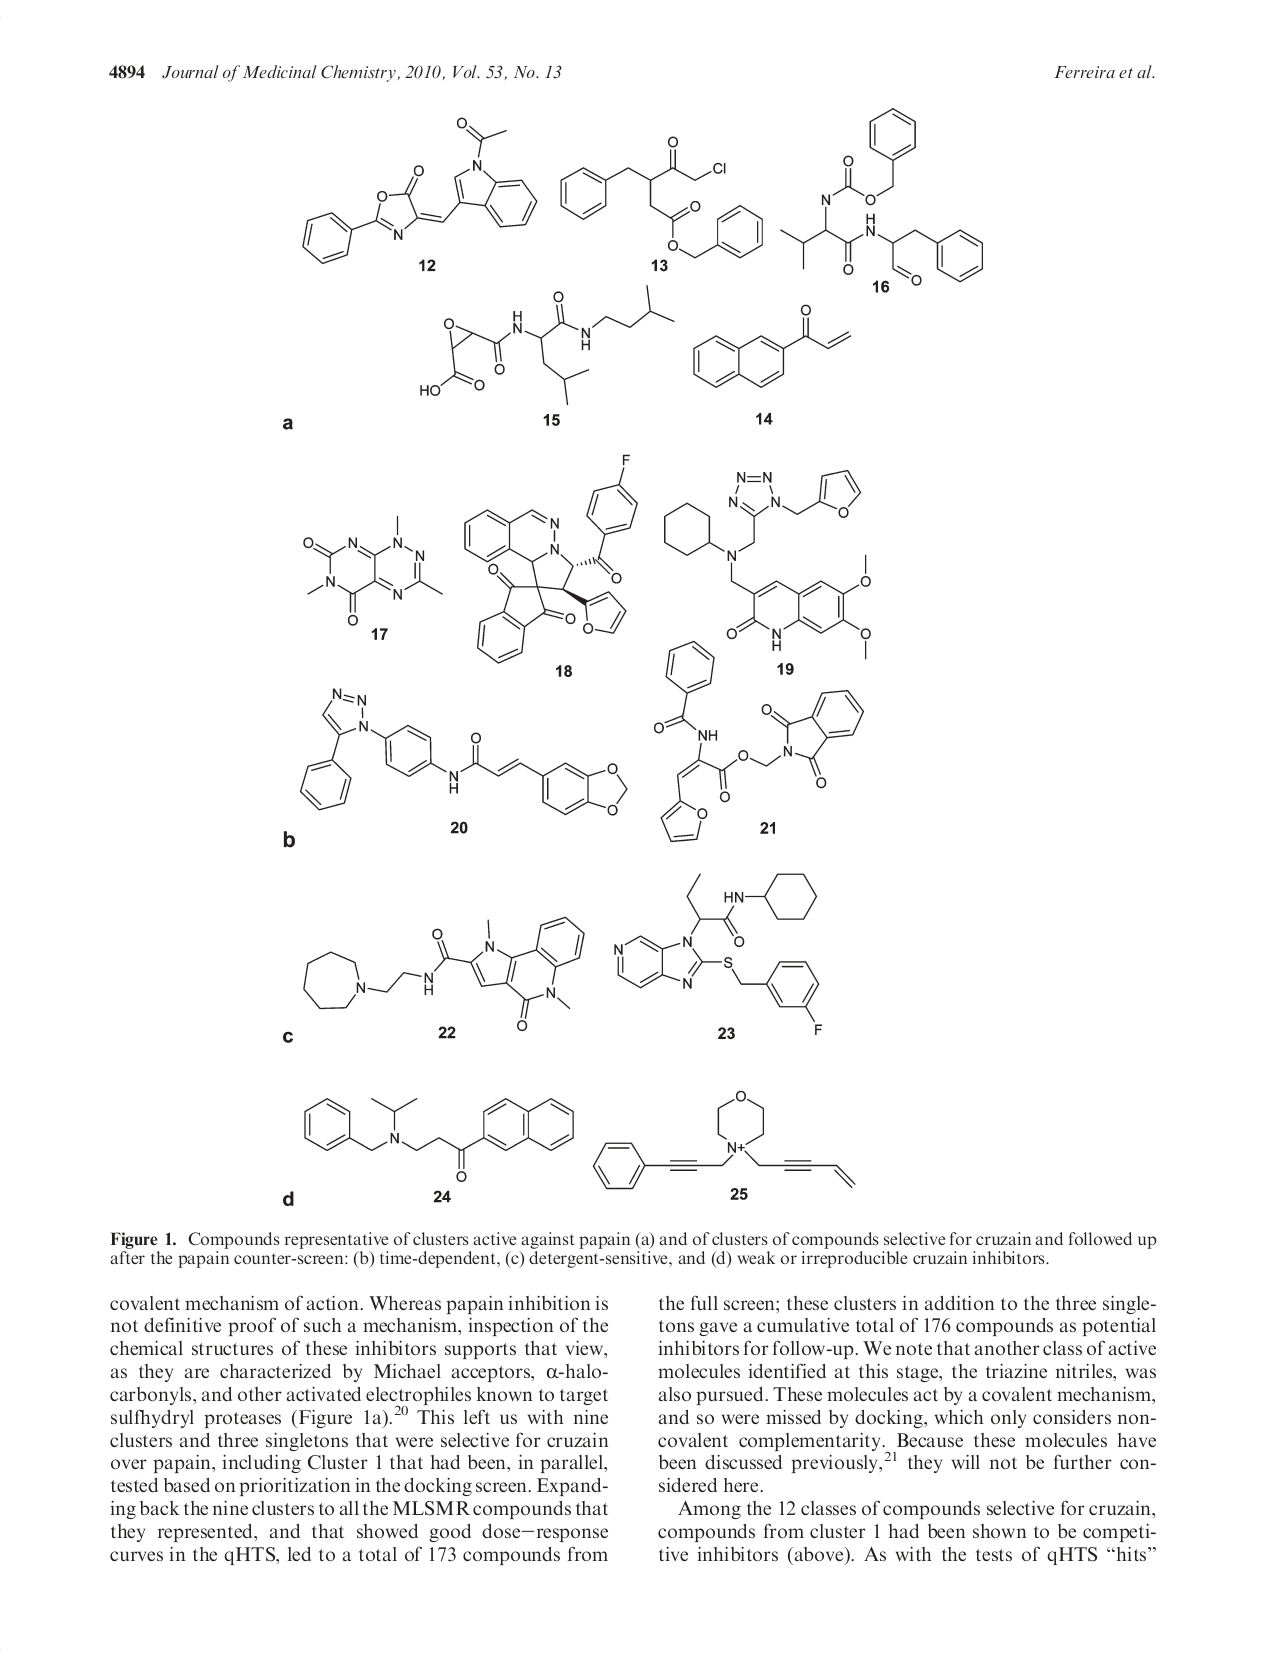 4894 Journal of Medicinal Chemistry, 2010, Vol. 53, No. 13 Ferreira et al.
12
13
16
15
14
a
17
18
19
20
21
b
22
23
c
24
25
d
Figure 1. Compounds representative of clusters active against papain (a) and of clusters of compounds selective for cruzain and followed up
after the papain counter-screen: (b) time-dependent, (c) detergent-sensitive, and (d) weak or irreproducible cruzain inhibitors.
covalent mechanism of action. Whereas papain inhibition is
not definitive proof of such a mechanism, inspection of the
chemical structures of these inhibitors supports that view,
as they are characterized by Michael acceptors, α-halo-
carbonyls, and other activated electrophiles known to target
sulfhydryl proteases (Figure 1a).20 This left us with nine
clusters and three singletons that were selective for cruzain
over papain, including Cluster 1 that had been, in parallel,
tested based on prioritization in the docking screen. Expand-
ing back the nine clusters to all the MLSMR compounds that
they represented, and that showed good dose−response
curves in the qHTS, led to a total of 173 compounds from
the full screen; these clusters in addition to the three single-
tons gave a cumulative total of 176 compounds as potential
inhibitors for follow-up. We note that another class of active
molecules identified at this stage, the triazine nitriles, was
also pursued. These molecules act by a covalent mechanism,
and so were missed by docking, which only considers non-
covalent complementarity. Because these molecules have
been discussed previously,21 they will not be further con-
sidered here.
Among the 12 classes of compounds selective for cruzain,
compounds from cluster 1 had been shown to be competi-
tive inhibitors (above). As with the tests of qHTS “hits”